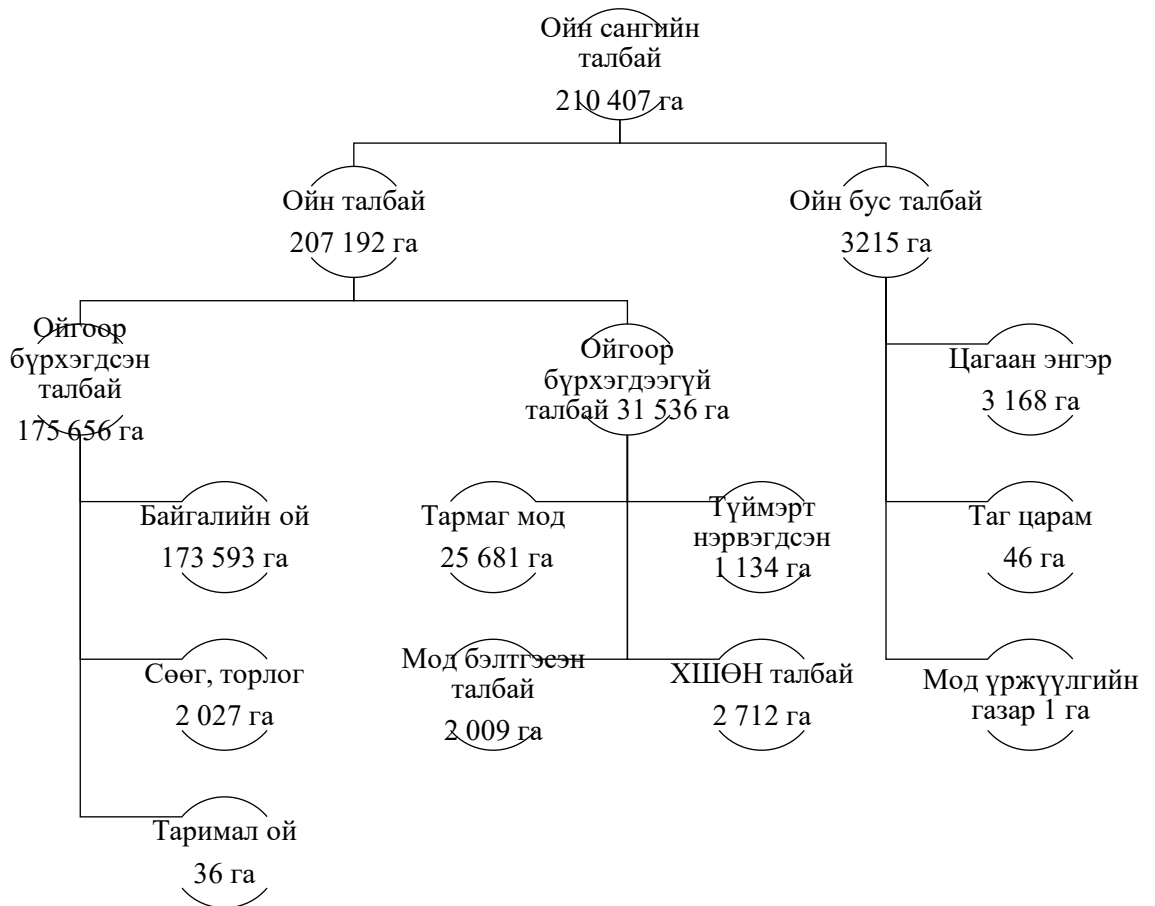 Ойн сангийн
талбай
210 407 га
Ойн талбай
207 192 га
Ойн бус талбай
3215 га
Ойгоор
бүрхэгдсэн
талбай
175 656 га
Ойгоор
бүрхэгдээгүй
талбай 31 536 га
Цагаан энгэр
3 168 га
Байгалийн ой
173 593 га
Тармаг мод
25 681 га
Түймэрт
нэрвэгдсэн
1 134 га
Таг царам
46 га
Сөөг, торлог
2 027 га
Мод бэлтгэсэн
талбай
2 009 га
ХШӨН талбай
2 712 га
Мод үржүүлгийн
газар 1 га
Таримал ой
36 га